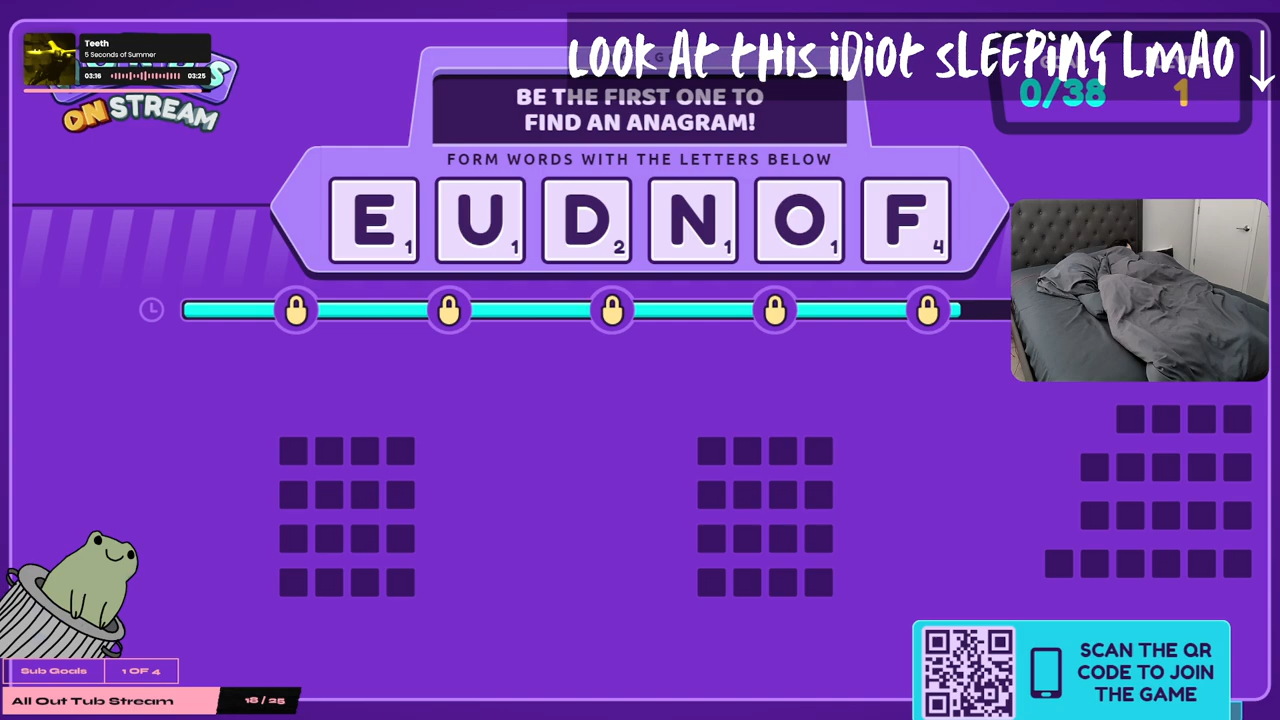 Teeth
5 Seconds of Summer
03:16
03:25
ON STREAM
LOOK At tHis iDiOt sLEEPiNG LmAO
0/38
1
BE THE FIRST ONE TO
FIND AN ANAGRAM!
FORM WORDS WITH THE LETTERS BELOW
E1 U1 D2 N1 O1 F4
Sub Goals
1 OF 4
All Out Tub Stream
18 / 25
SCAN THE QR
CODE TO JOIN
THE GAME